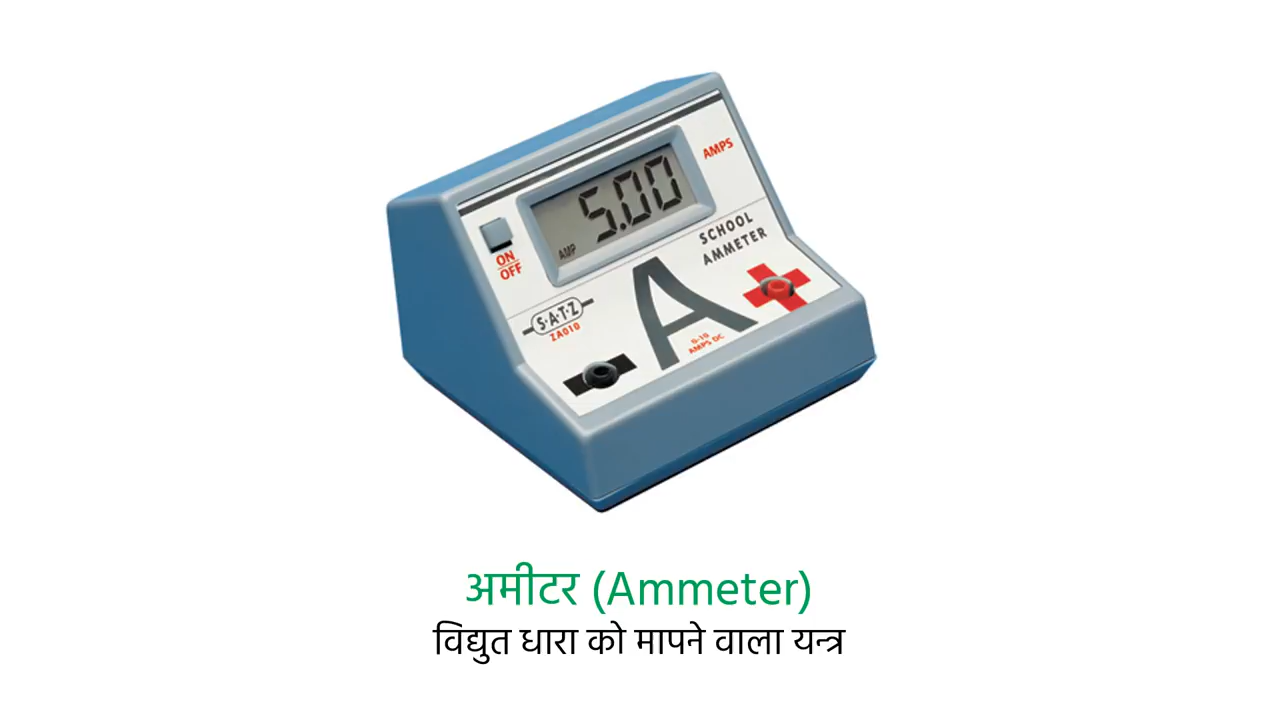 5.00
AMP
AMPS
ON
OFF
SCHOOL
AMMETER
S·A·T·Z
ZA010
A
0-10
AMPS DC
अमीटर (Ammeter)
विद्युत धारा को मापने वाला यन्त्र